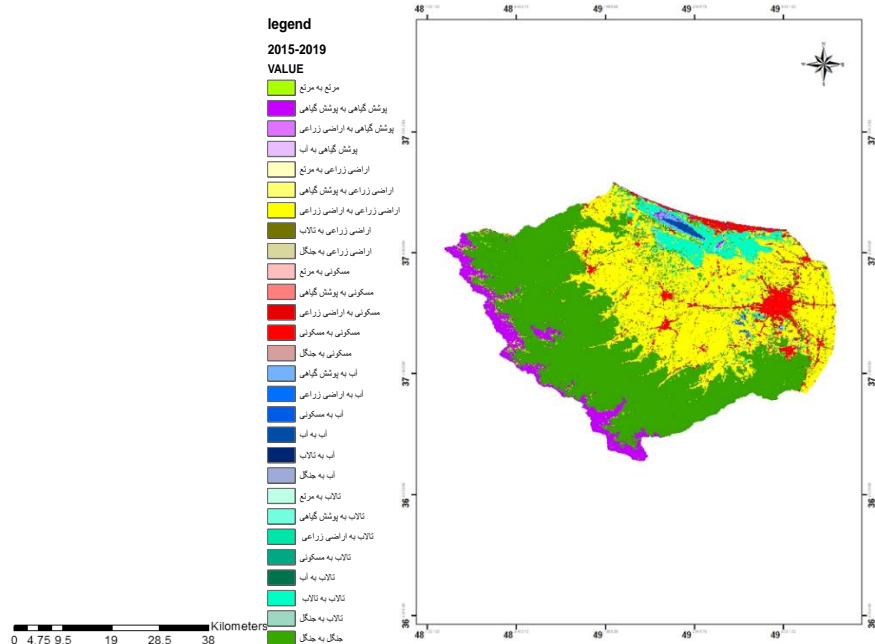 legend
2015-2019
VALUE
مرتع به مرتع
پوشش گیاهی به پوشش گیاهی
پوشش گیاهی به اراضی زراعی
پوشش گیاهی به آب
اراضی زراعی به مرتع
اراضی زراعی به پوشش گیاهی
اراضی زراعی به اراضی زراعی
اراضی زراعی به تالاب
اراضی زراعی به جنگل
مسکونی به مرتع
مسکونی به پوشش گیاهی
مسکونی به اراضی زراعی
مسکونی به مسکونی
مسکونی به جنگل
آب به پوشش گیاهی
آب به اراضی زراعی
آب به مسکونی
آب به آب
آب به تالاب
آب به جنگل
تالاب به مرتع
تالاب به پوشش گیاهی
تالاب به اراضی زراعی
تالاب به مسکونی
تالاب به آب
تالاب به تالاب
تالاب به جنگل
جنگل به جنگل
Kilometers
0 4.75 9.5 19 28.5 38
48 48 49 49 49
37 37
37 37
37 37
36 36
36 36
48 48 49 49 49
N